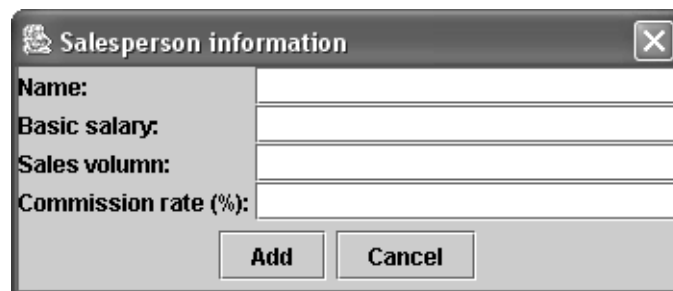 Salesperson information
Name:
Basic salary:
Sales volumn:
Commission rate (%):
Add Cancel